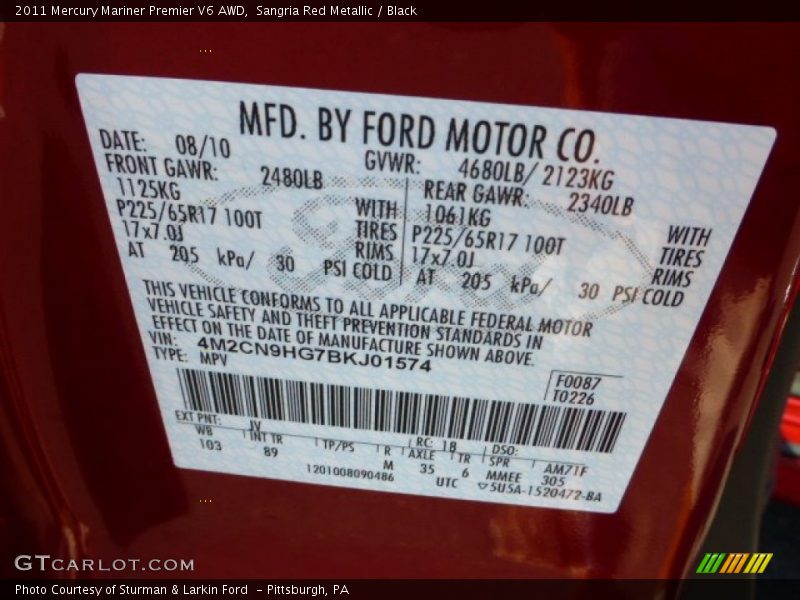 2011 Mercury Mariner Premier V6 AWD,  Sangria Red Metallic / Black
MFD. BY FORD MOTOR CO.
DATE: 08/10 GVWR: 4680LB/ 2123KG
FRONT GAWR: 2480LB REAR GAWR: 2340LB
1125KG WITH 1061KG WITH
P225/65R17 100T TIRES P225/65R17 100T TIRES
17x7.0J RIMS 17x7.0J RIMS
AT 205 kPa/ 30 PSI COLD AT 205 kPa/ 30 PSI COLD
THIS VEHICLE CONFORMS TO ALL APPLICABLE FEDERAL MOTOR
VEHICLE SAFETY AND THEFT PREVENTION STANDARDS IN
EFFECT ON THE DATE OF MANUFACTURE SHOWN ABOVE.
VIN: 4M2CN9HG7BKJ01574
TYPE: MPV
F0087
T0226
EXT PNT: JV RC: 18 DSO:
WB INT TR TP/PS R AXLE TR SPR AM71F
103 89 M 35 6 MMEE 305
1201008090486 UTC 5U5A-1520472-BA
Ford
GTCARLOT.COM
Photo Courtesy of Sturman & Larkin Ford  - Pittsburgh, PA